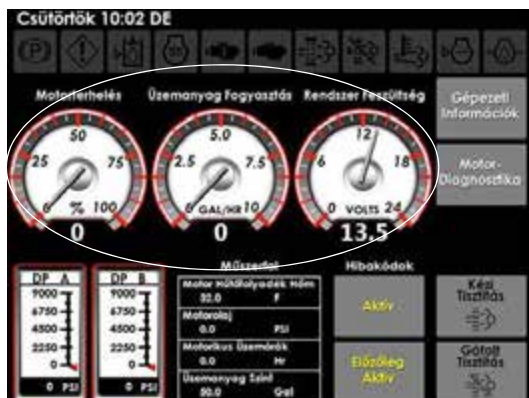 Csütörtök 10:02 DE
(P)
Motorterhelés
Üzemanyag Fogyasztás
Rendszer Feszültség
Gépezeti
Információk
50
25
75
0
%
100
0
5.0
2.5
7.5
0
GAL/HR
10
0
12
6
18
0
VOLTS
24
13.5
Motor-
Diagnosztika
DP A
9000
6750
4500
2250
0
0 PSI
DP B
9000
6750
4500
2250
0
0 PSI
Műszerfal
Motor Hűtőfolyadék Hőm
32.0 F
Motorolaj
0.0 PSI
Motorikus Üzemórák
0.0 Hr
Üzemanyag Szint
50.0 Gal
Hibakódok
Aktív
Előzőleg
Aktív
Kézi
Tisztítás
Gátolt
Tisztítás